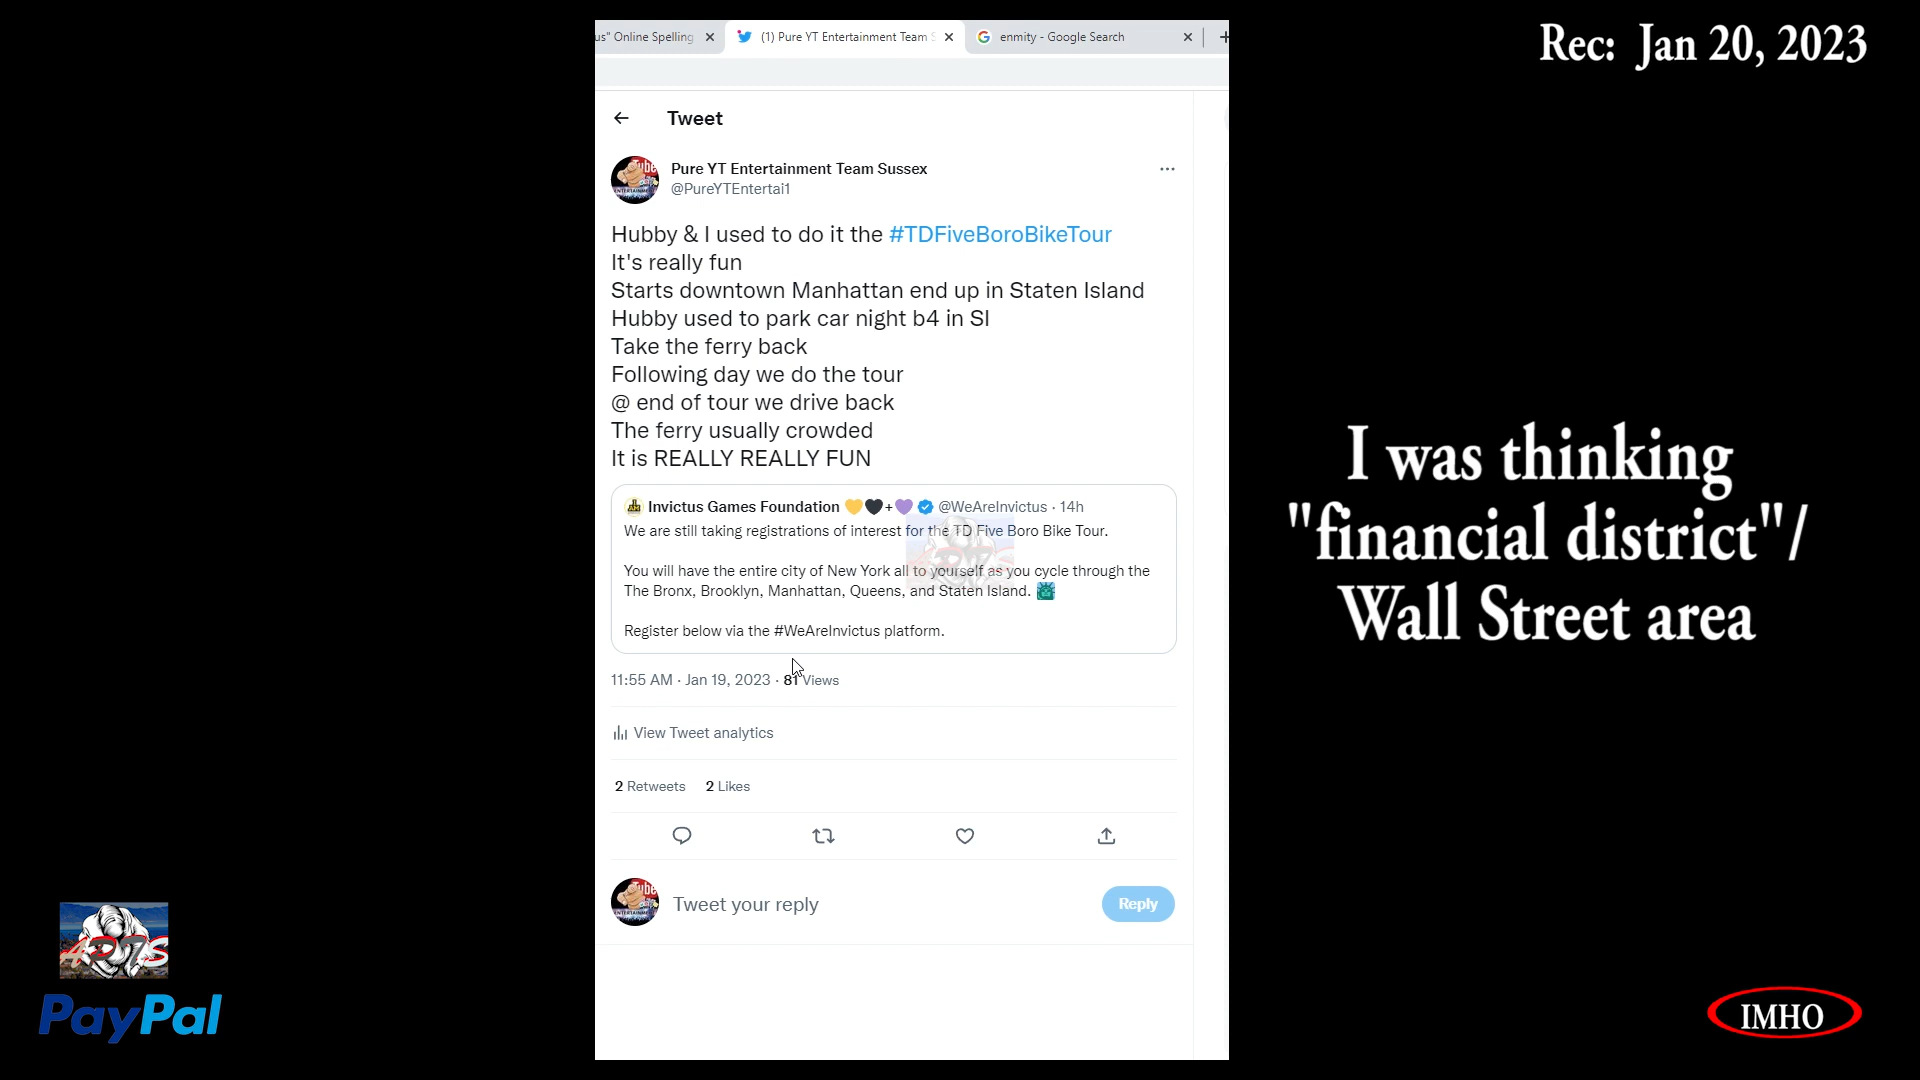 us" Online Spelling
(1) Pure YT Entertainment Team S
enmity - Google Search
Rec: Jan 20, 2023
Tweet
Pure YT Entertainment Team Sussex
@PureYTEntertai1
Hubby & I used to do it the #TDFiveBoroBikeTour
It's really fun
Starts downtown Manhattan end up in Staten Island
Hubby used to park car night b4 in SI
Take the ferry back
Following day we do the tour
@ end of tour we drive back
The ferry usually crowded
It is REALLY REALLY FUN
Invictus Games Foundation 💛🖤+💜 @WeAreInvictus · 14h
We are still taking registrations of interest for the TD Five Boro Bike Tour.
You will have the entire city of New York all to yourself as you cycle through the
The Bronx, Brooklyn, Manhattan, Queens, and Staten Island. 🗽
Register below via the #WeAreInvictus platform.
11:55 AM · Jan 19, 2023 · 81 Views
View Tweet analytics
2 Retweets 2 Likes
Tweet your reply
Reply
I was thinking
"financial district"/
Wall Street area
APTS
PayPal
IMHO